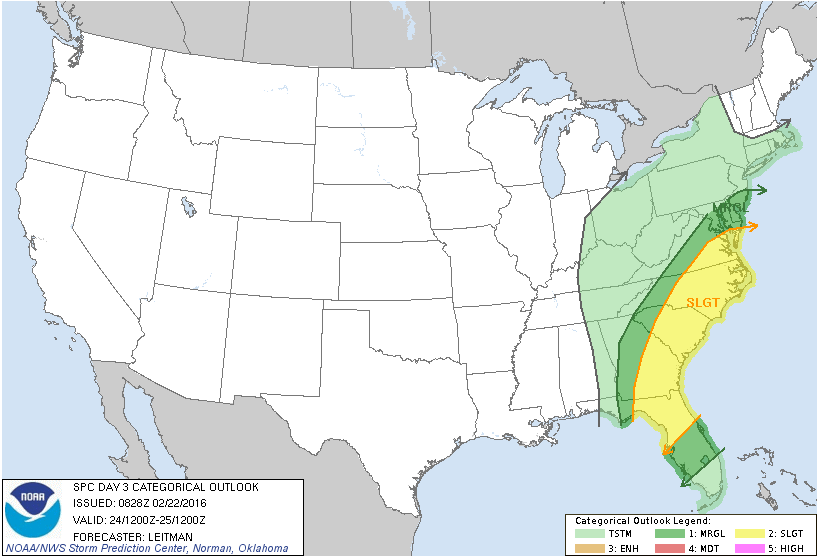 MRGL
SLGT
NOAA
SPC DAY 3 CATEGORICAL OUTLOOK
ISSUED: 0828Z 02/22/2016
VALID: 24/1200Z-25/1200Z
FORECASTER: LEITMAN
NOAA/NWS Storm Prediction Center, Norman, Oklahoma
Categorical Outlook Legend:
TSTM 1: MRGL 2: SLGT
3: ENH 4: MDT 5: HIGH